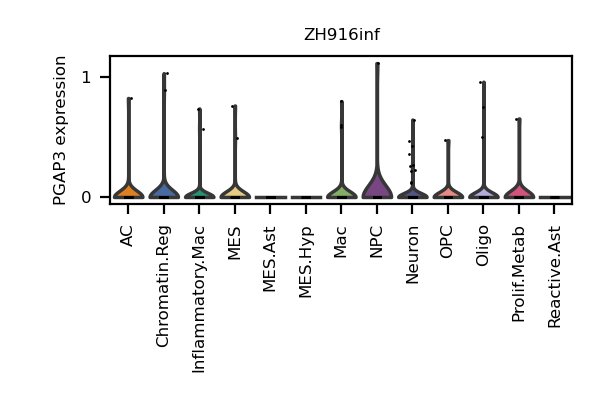 ZH916inf
PGAP3 expression
1
0
AC
Chromatin.Reg
Inflammatory.Mac
MES
MES.Ast
MES.Hyp
Mac
NPC
Neuron
OPC
Oligo
Prolif.Metab
Reactive.Ast